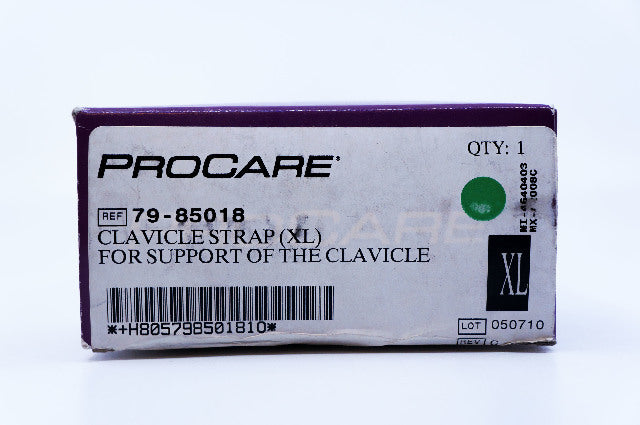 PROCARE®
QTY: 1
REF 79-85018
CLAVICLE STRAP (XL)
FOR SUPPORT OF THE CLAVICLE
XL
*+H805798501810*
LOT 050710